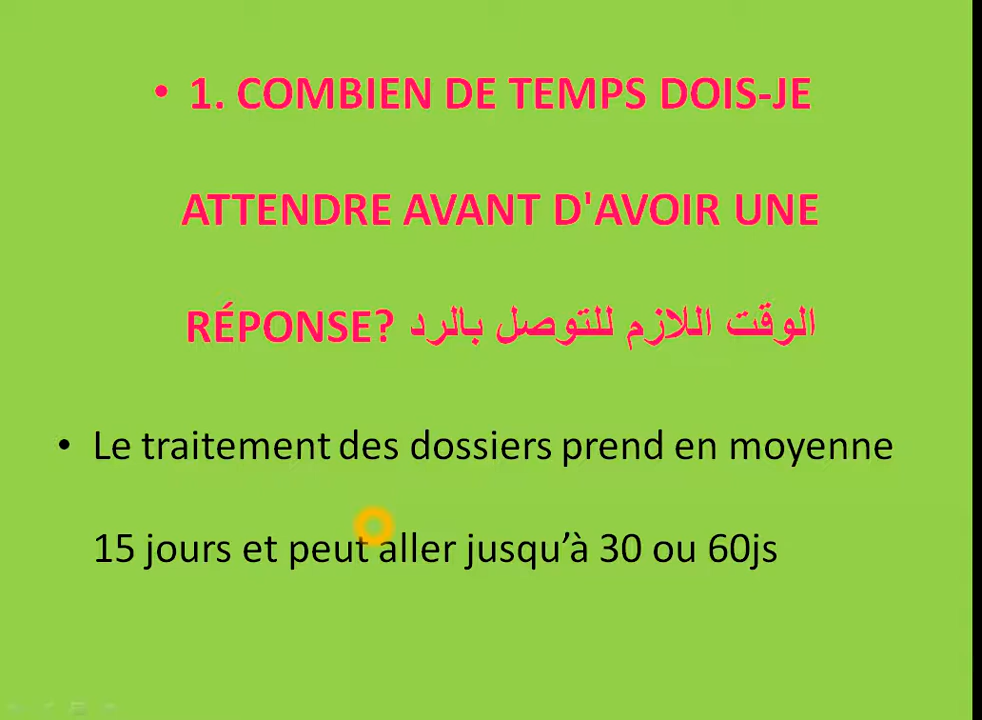 • 1. COMBIEN DE TEMPS DOIS-JE
ATTENDRE AVANT D'AVOIR UNE
RÉPONSE? الوقت اللازم للتوصل بالرد
• Le traitement des dossiers prend en moyenne
15 jours et peut aller jusqu’à 30 ou 60js